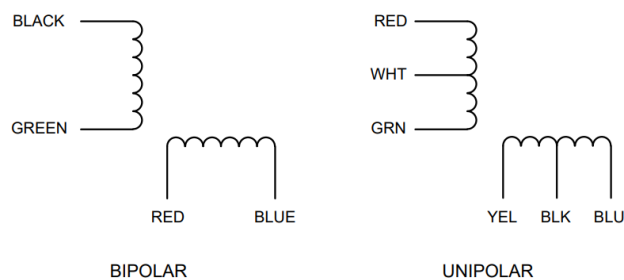 BLACK
GREEN
RED BLUE
BIPOLAR
RED
WHT
GRN
YEL BLK BLU
UNIPOLAR